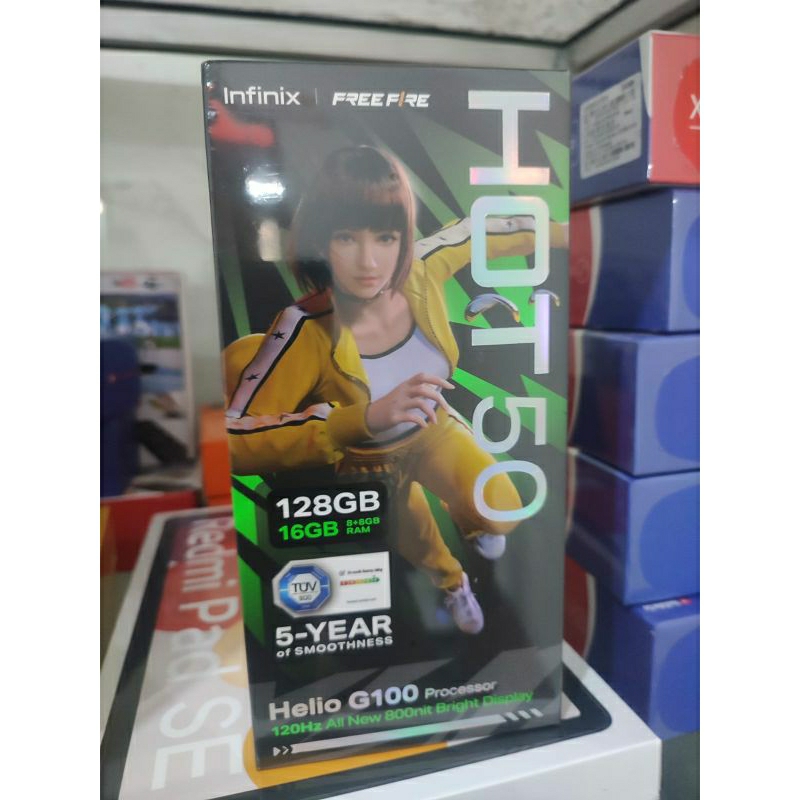 Infinix | FREE FIRE
HOT 50
128GB
16GB 8+8GB RAM
TÜV
SÜD
5-YEAR
of SMOOTHNESS
Helio G100 Processor
120Hz All New 800nit Bright Display
Redmi Pad SE
X